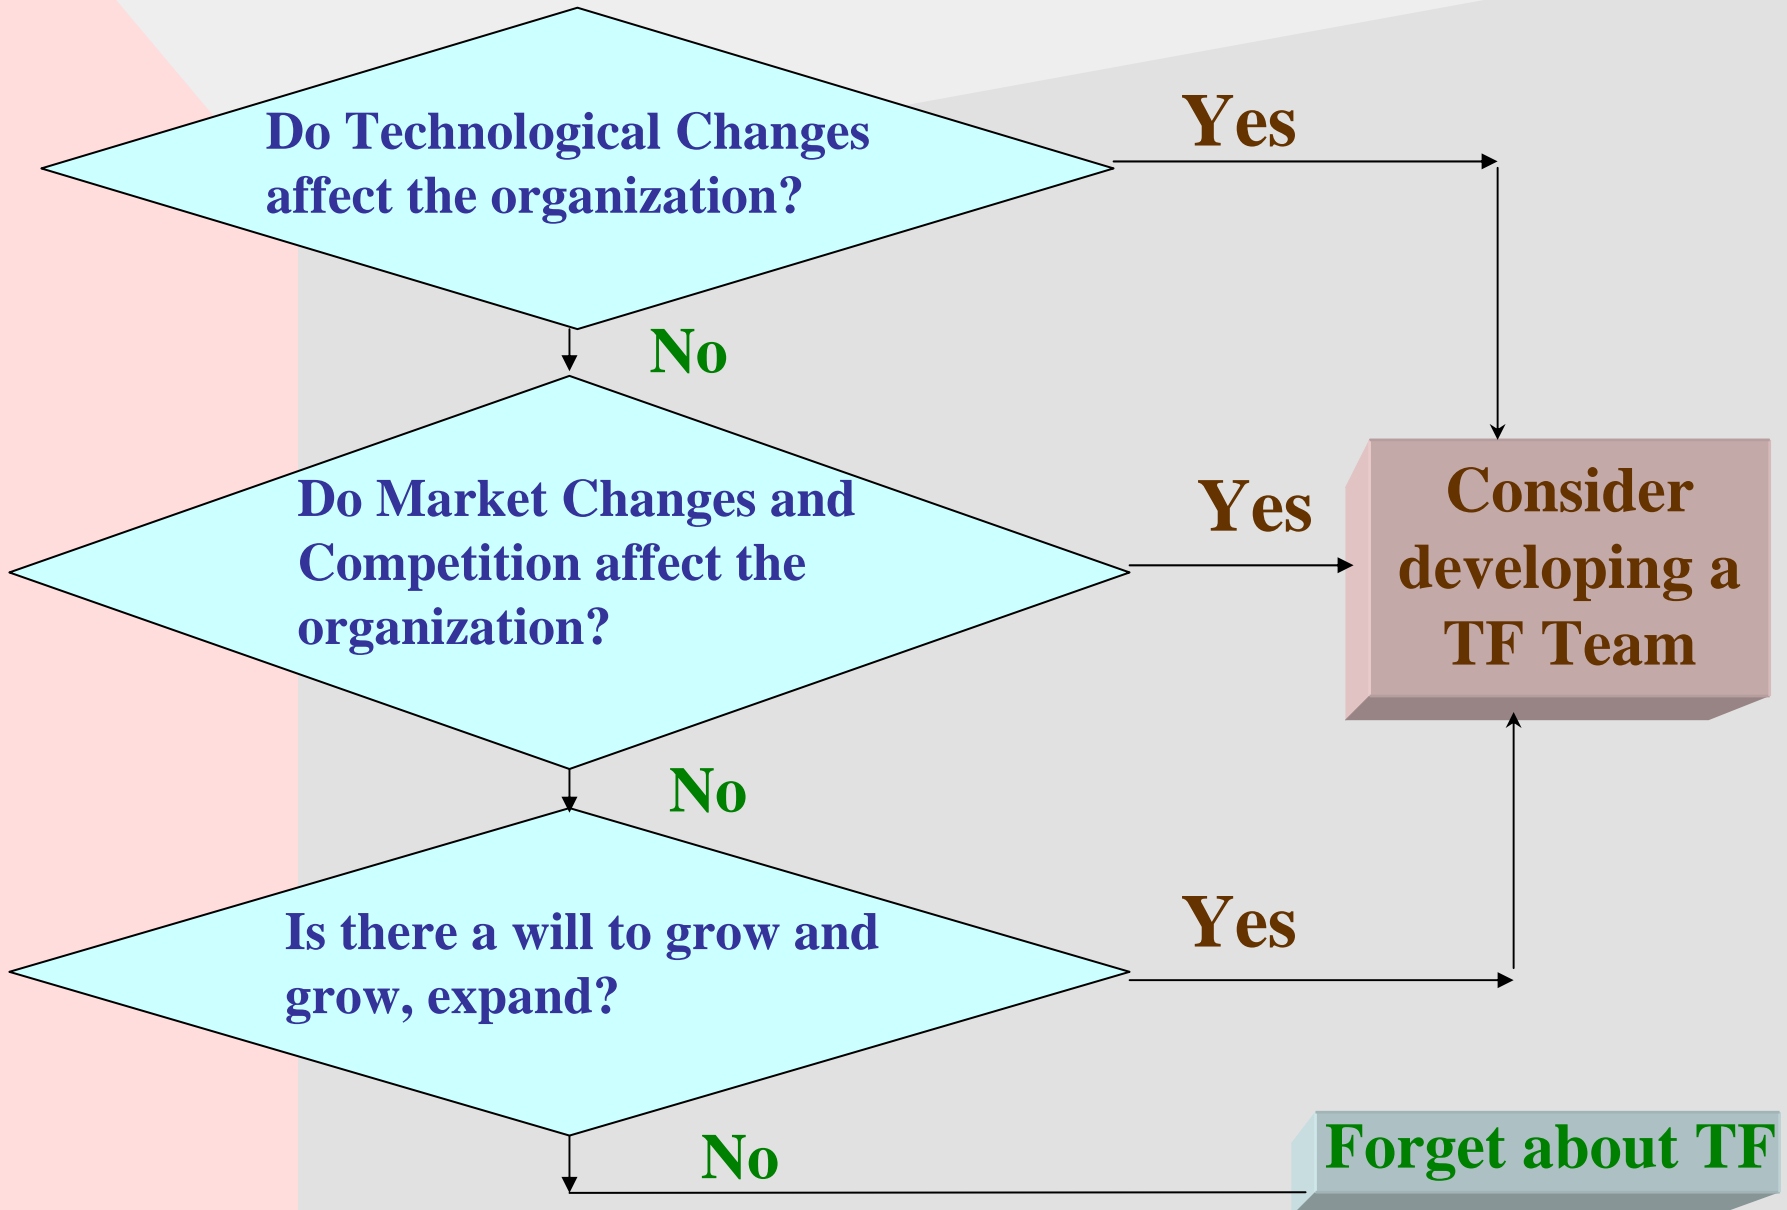 Do Technological Changes
affect the organization?
Yes
No
Do Market Changes and
Competition affect the
organization?
Yes
Consider
developing a
TF Team
No
Is there a will to grow and
grow, expand?
Yes
No
Forget about TF